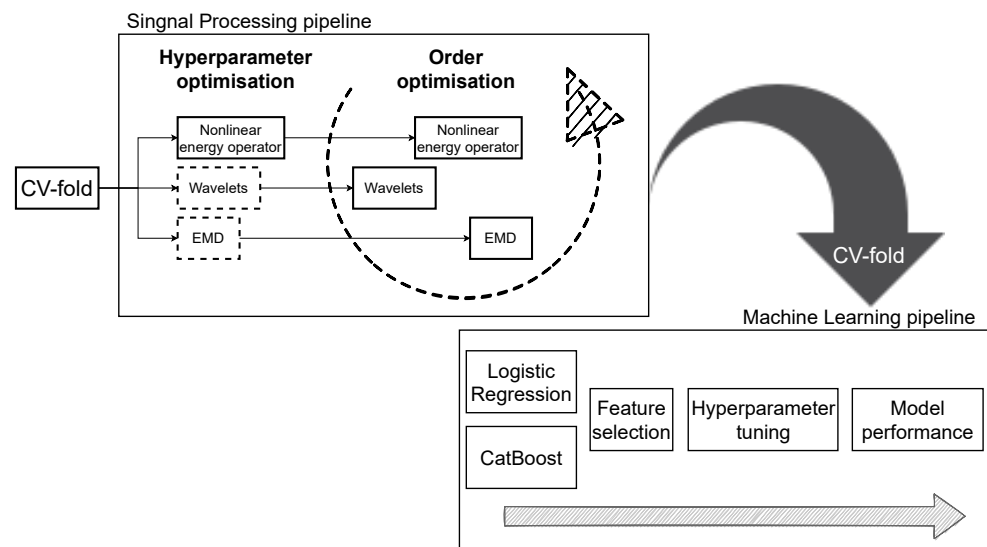 Singnal Processing pipeline
Hyperparameter
optimisation
Order
optimisation
Nonlinear
energy operator
Nonlinear
energy operator
CV-fold
Wavelets
Wavelets
EMD
EMD
CV-fold
Machine Learning pipeline
Logistic
Regression
CatBoost
Feature
selection
Hyperparameter
tuning
Model
performance